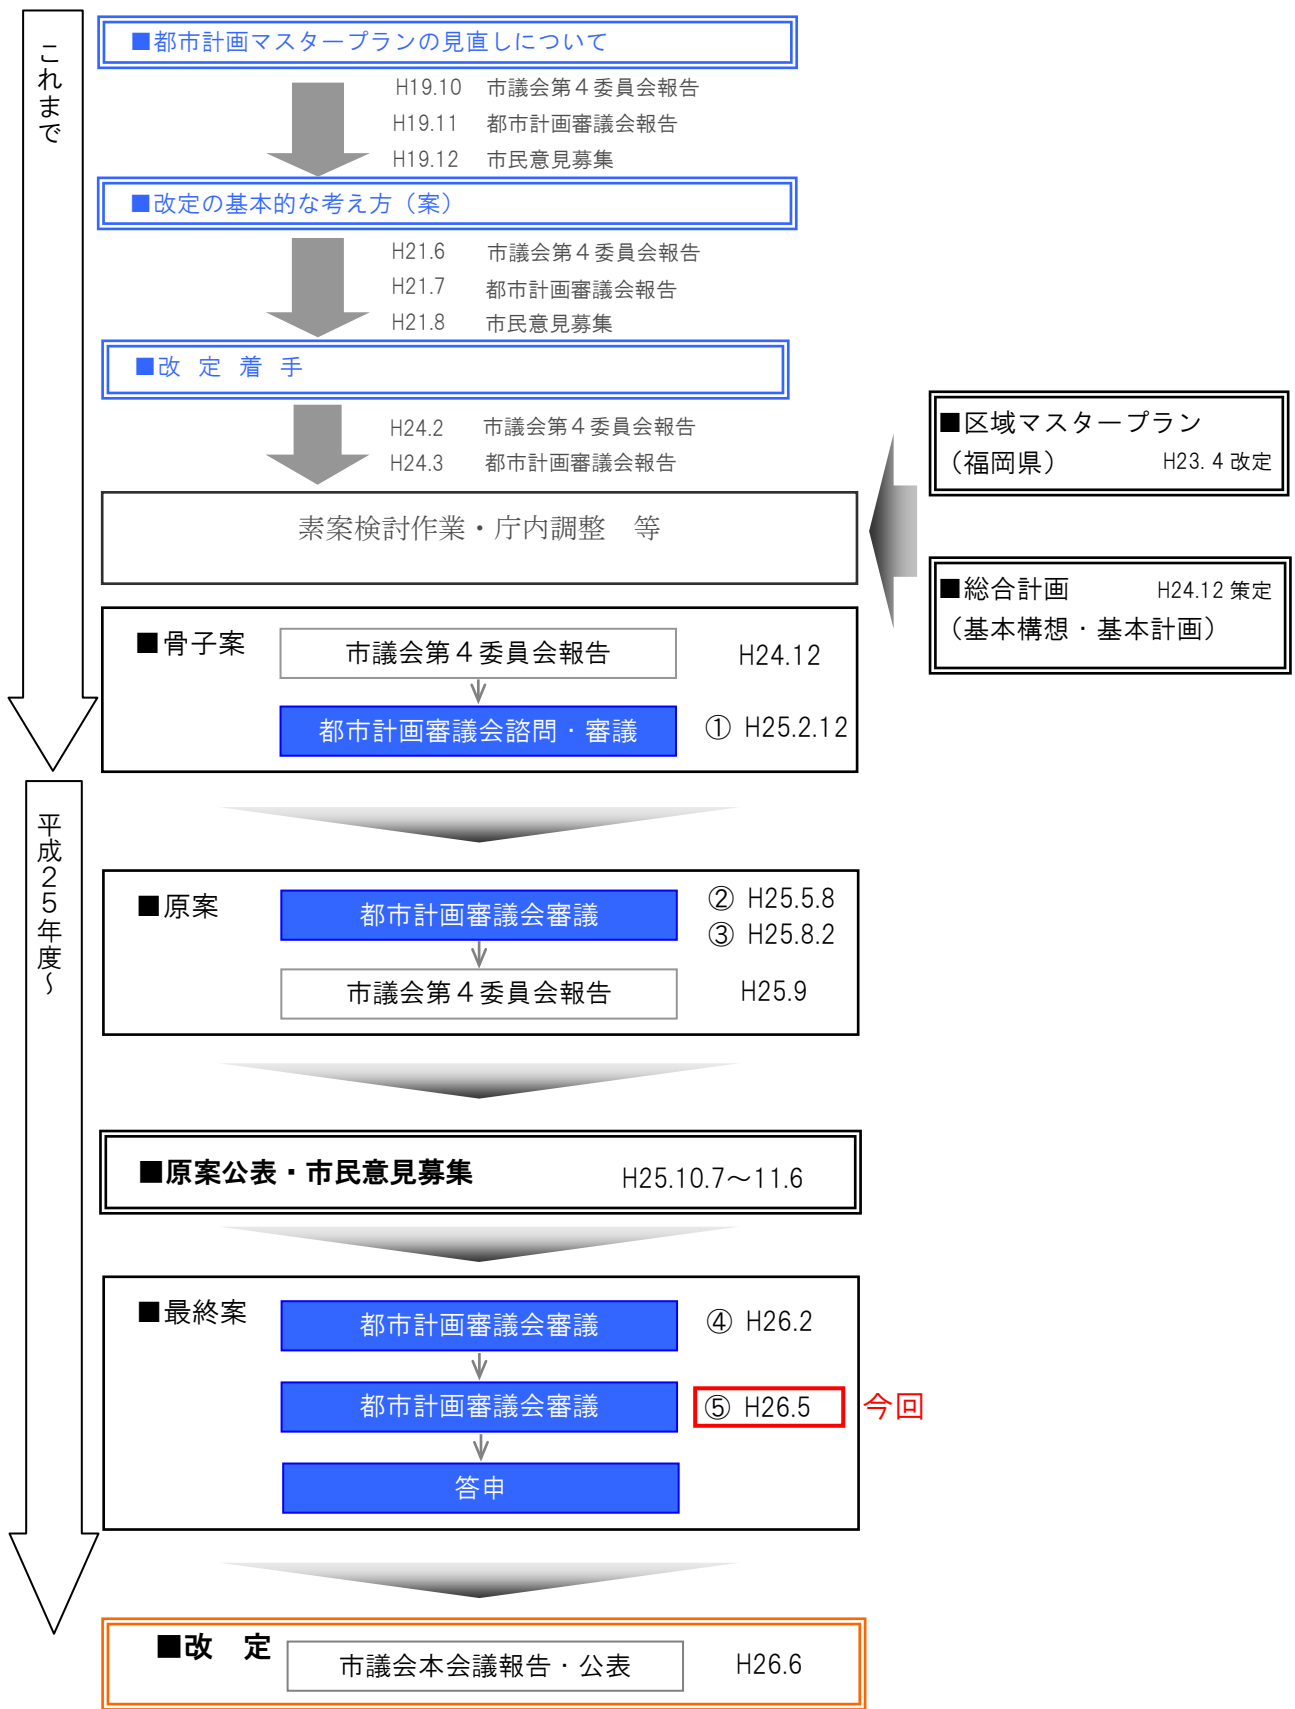 これまで
■都市計画マスタープランの見直しについて
H19.10 市議会第４委員会報告
H19.11 都市計画審議会報告
H19.12 市民意見募集
■改定の基本的な考え方（案）
H21.6 市議会第４委員会報告
H21.7 都市計画審議会報告
H21.8 市民意見募集
■改 定 着 手
H24.2 市議会第４委員会報告
H24.3 都市計画審議会報告
■区域マスタープラン
（福岡県） H23.4 改定
素案検討作業・庁内調整　等
■総合計画 H24.12 策定
（基本構想・基本計画）
■骨子案
市議会第４委員会報告 H24.12
都市計画審議会諮問・審議 ① H25.2.12
平成２５年度～
■原案
都市計画審議会審議 ② H25.5.8
③ H25.8.2
市議会第４委員会報告 H25.9
■原案公表・市民意見募集 H25.10.7～11.6
■最終案
都市計画審議会審議 ④ H26.2
都市計画審議会審議 ⑤ H26.5 今回
答申
■改　定
市議会本会議報告・公表 H26.6